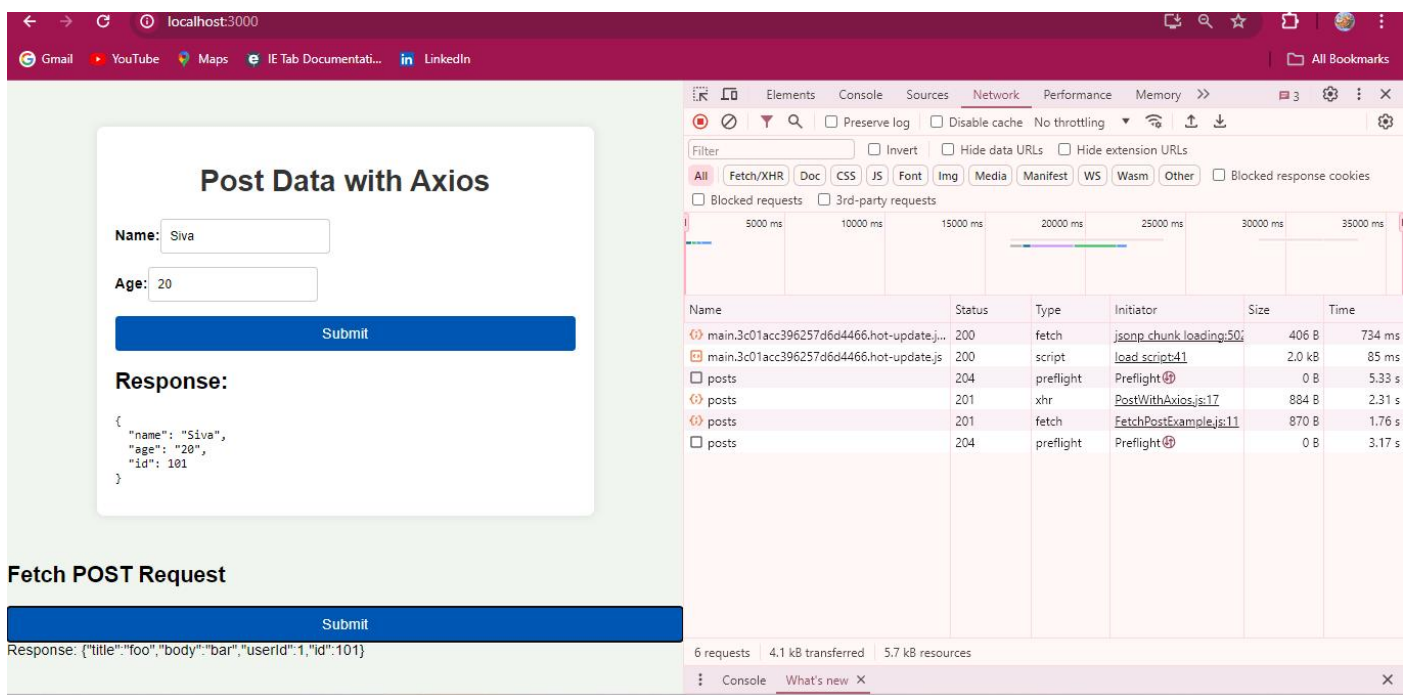 localhost:3000
Gmail YouTube Maps IE Tab Documentati... LinkedIn All Bookmarks
Post Data with Axios
Name: Siva
Age: 20
Submit
Response:
{
"name": "Siva",
"age": "20",
"id": 101
}
Fetch POST Request
Submit
Response: {"title":"foo","body":"bar","userId":1,"id":101}
Elements Console Sources Network Performance Memory 3
Preserve log Disable cache No throttling
Filter Invert Hide data URLs Hide extension URLs
All Fetch/XHR Doc CSS JS Font Img Media Manifest WS Wasm Other Blocked response cookies
Blocked requests 3rd-party requests
5000 ms 10000 ms 15000 ms 20000 ms 25000 ms 30000 ms 35000 ms
Name Status Type Initiator Size Time
main.3c01acc396257d6d4466.hot-update.j... 200 fetch jsonp chunk loading:502 406 B 734 ms
main.3c01acc396257d6d4466.hot-update.js 200 script load script:41 2.0 kB 85 ms
posts 204 preflight Preflight 0 B 5.33 s
posts 201 xhr PostWithAxios.js:17 884 B 2.31 s
posts 201 fetch FetchPostExample.js:11 870 B 1.76 s
posts 204 preflight Preflight 0 B 3.17 s
6 requests 4.1 kB transferred 5.7 kB resources
Console What's new